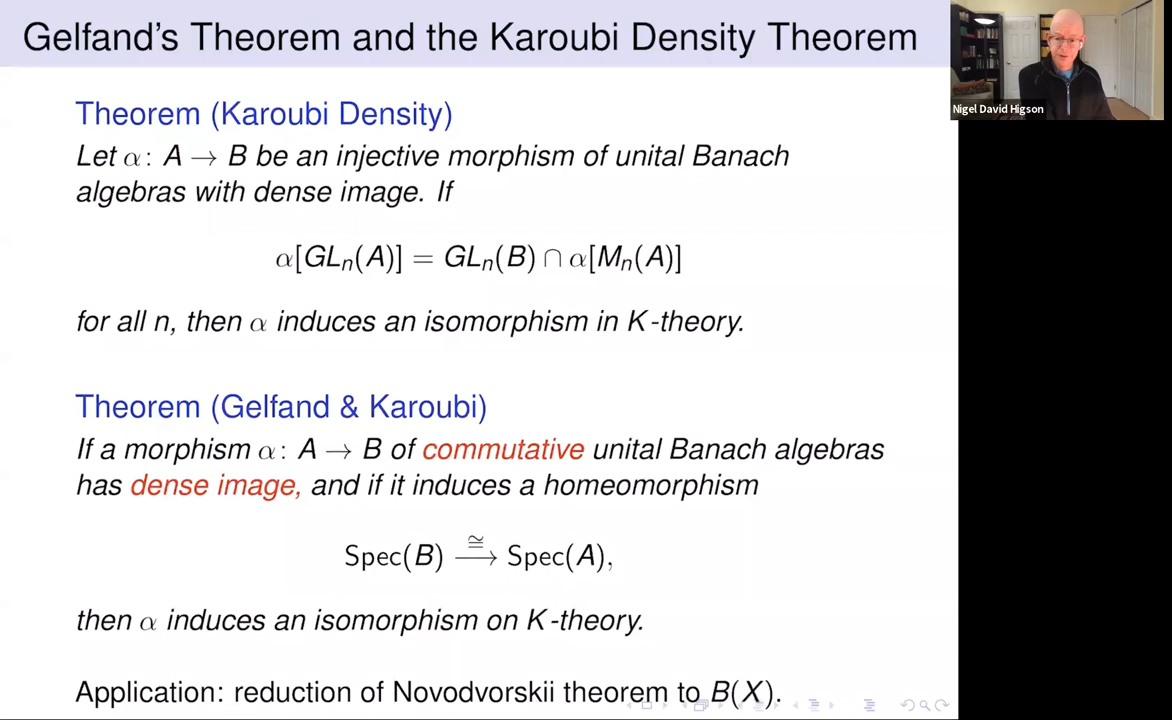 Gelfand's Theorem and the Karoubi Density Theorem
Nigel David Higson
Theorem (Karoubi Density)
Let α: A → B be an injective morphism of unital Banach
algebras with dense image. If
α[GLₙ(A)] = GLₙ(B) ∩ α[Mₙ(A)]
for all n, then α induces an isomorphism in K-theory.
Theorem (Gelfand & Karoubi)
If a morphism α: A → B of commutative unital Banach algebras
has dense image, and if it induces a homeomorphism
Spec(B) ≅⟶ Spec(A),
then α induces an isomorphism on K-theory.
Application: reduction of Novodvorskii theorem to B(X).